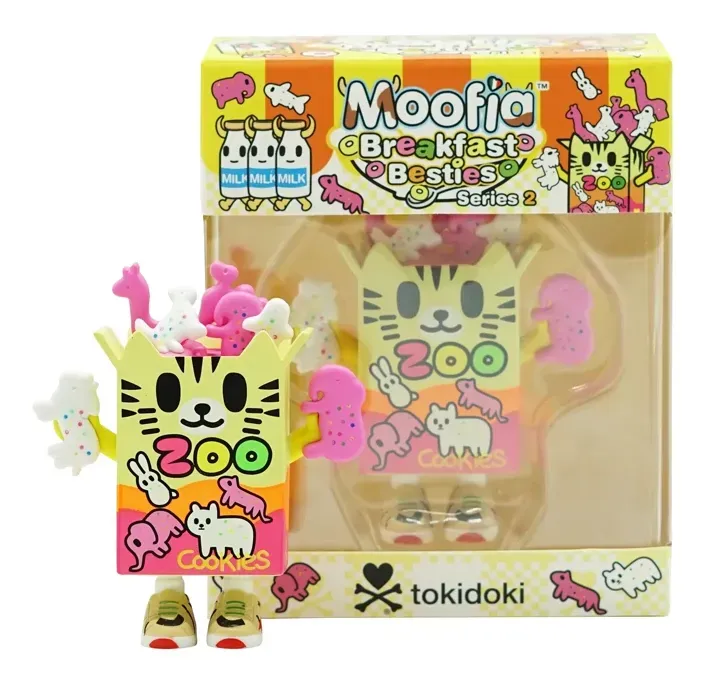 Moofia™
Breakfast
Besties
Series 2
MILK MILK MILK
ZOO
ZOO
Cookies
ZOO
Cookies
tokidoki